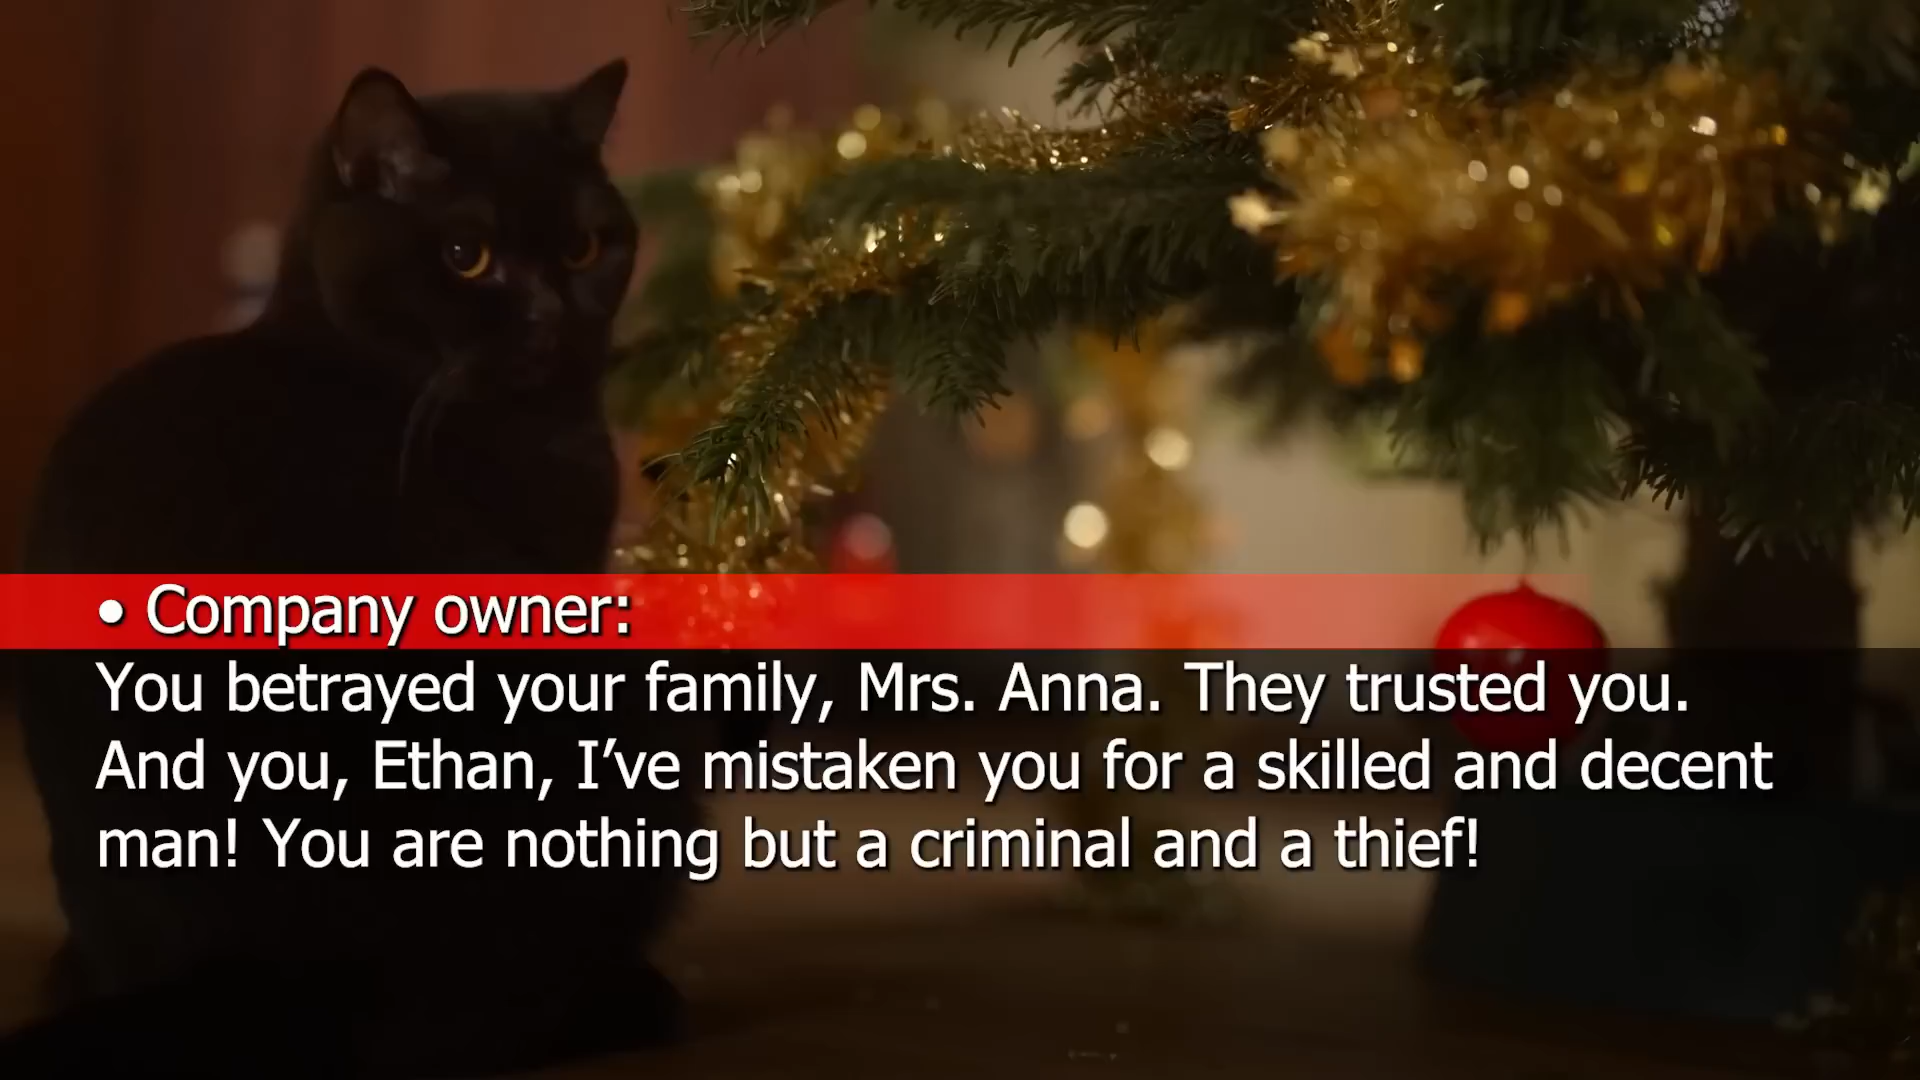 • Company owner:
You betrayed your family, Mrs. Anna. They trusted you.
And you, Ethan, I’ve mistaken you for a skilled and decent
man! You are nothing but a criminal and a thief!